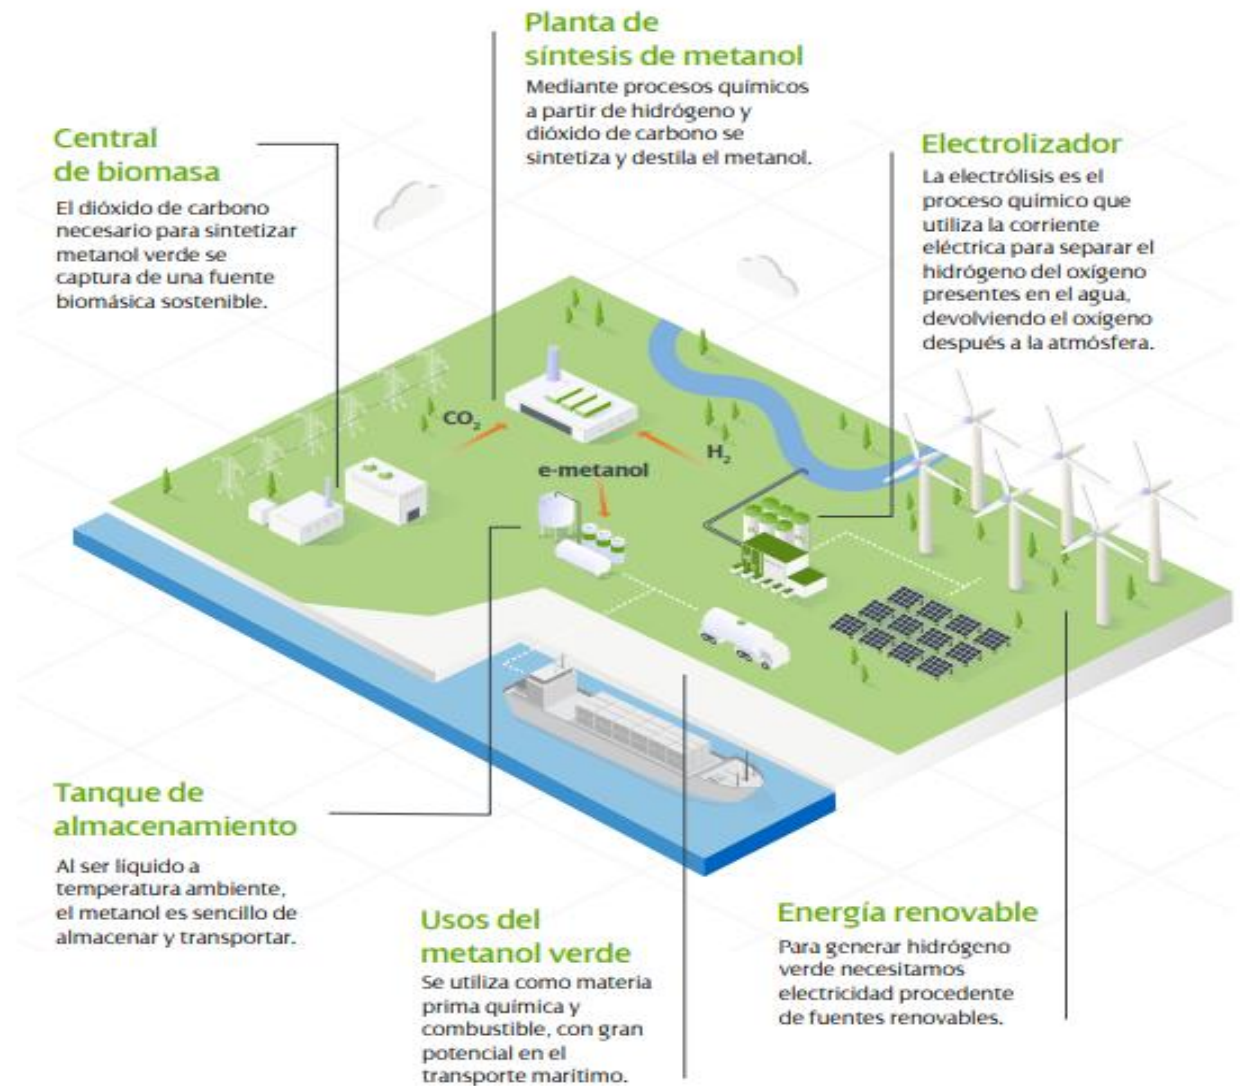 Planta de
síntesis de metanol
Mediante procesos químicos
a partir de hidrógeno y
dióxido de carbono se
sintetiza y destila el metanol.
Central
de biomasa
El dióxido de carbono
necesario para sintetizar
metanol verde se
captura de una fuente
biomásica sostenible.
Electrolizador
La electrólisis es el
proceso químico que
utiliza la corriente
eléctrica para separar el
hidrógeno del oxígeno
presentes en el agua,
devolviendo el oxígeno
después a la atmósfera.
CO₂
H₂
e-metanol
Tanque de
almacenamiento
Al ser líquido a
temperatura ambiente,
el metanol es sencillo de
almacenar y transportar.
Usos del
metanol verde
Se utiliza como materia
prima química y
combustible, con gran
potencial en el
transporte marítimo.
Energía renovable
Para generar hidrógeno
verde necesitamos
electricidad procedente
de fuentes renovables.